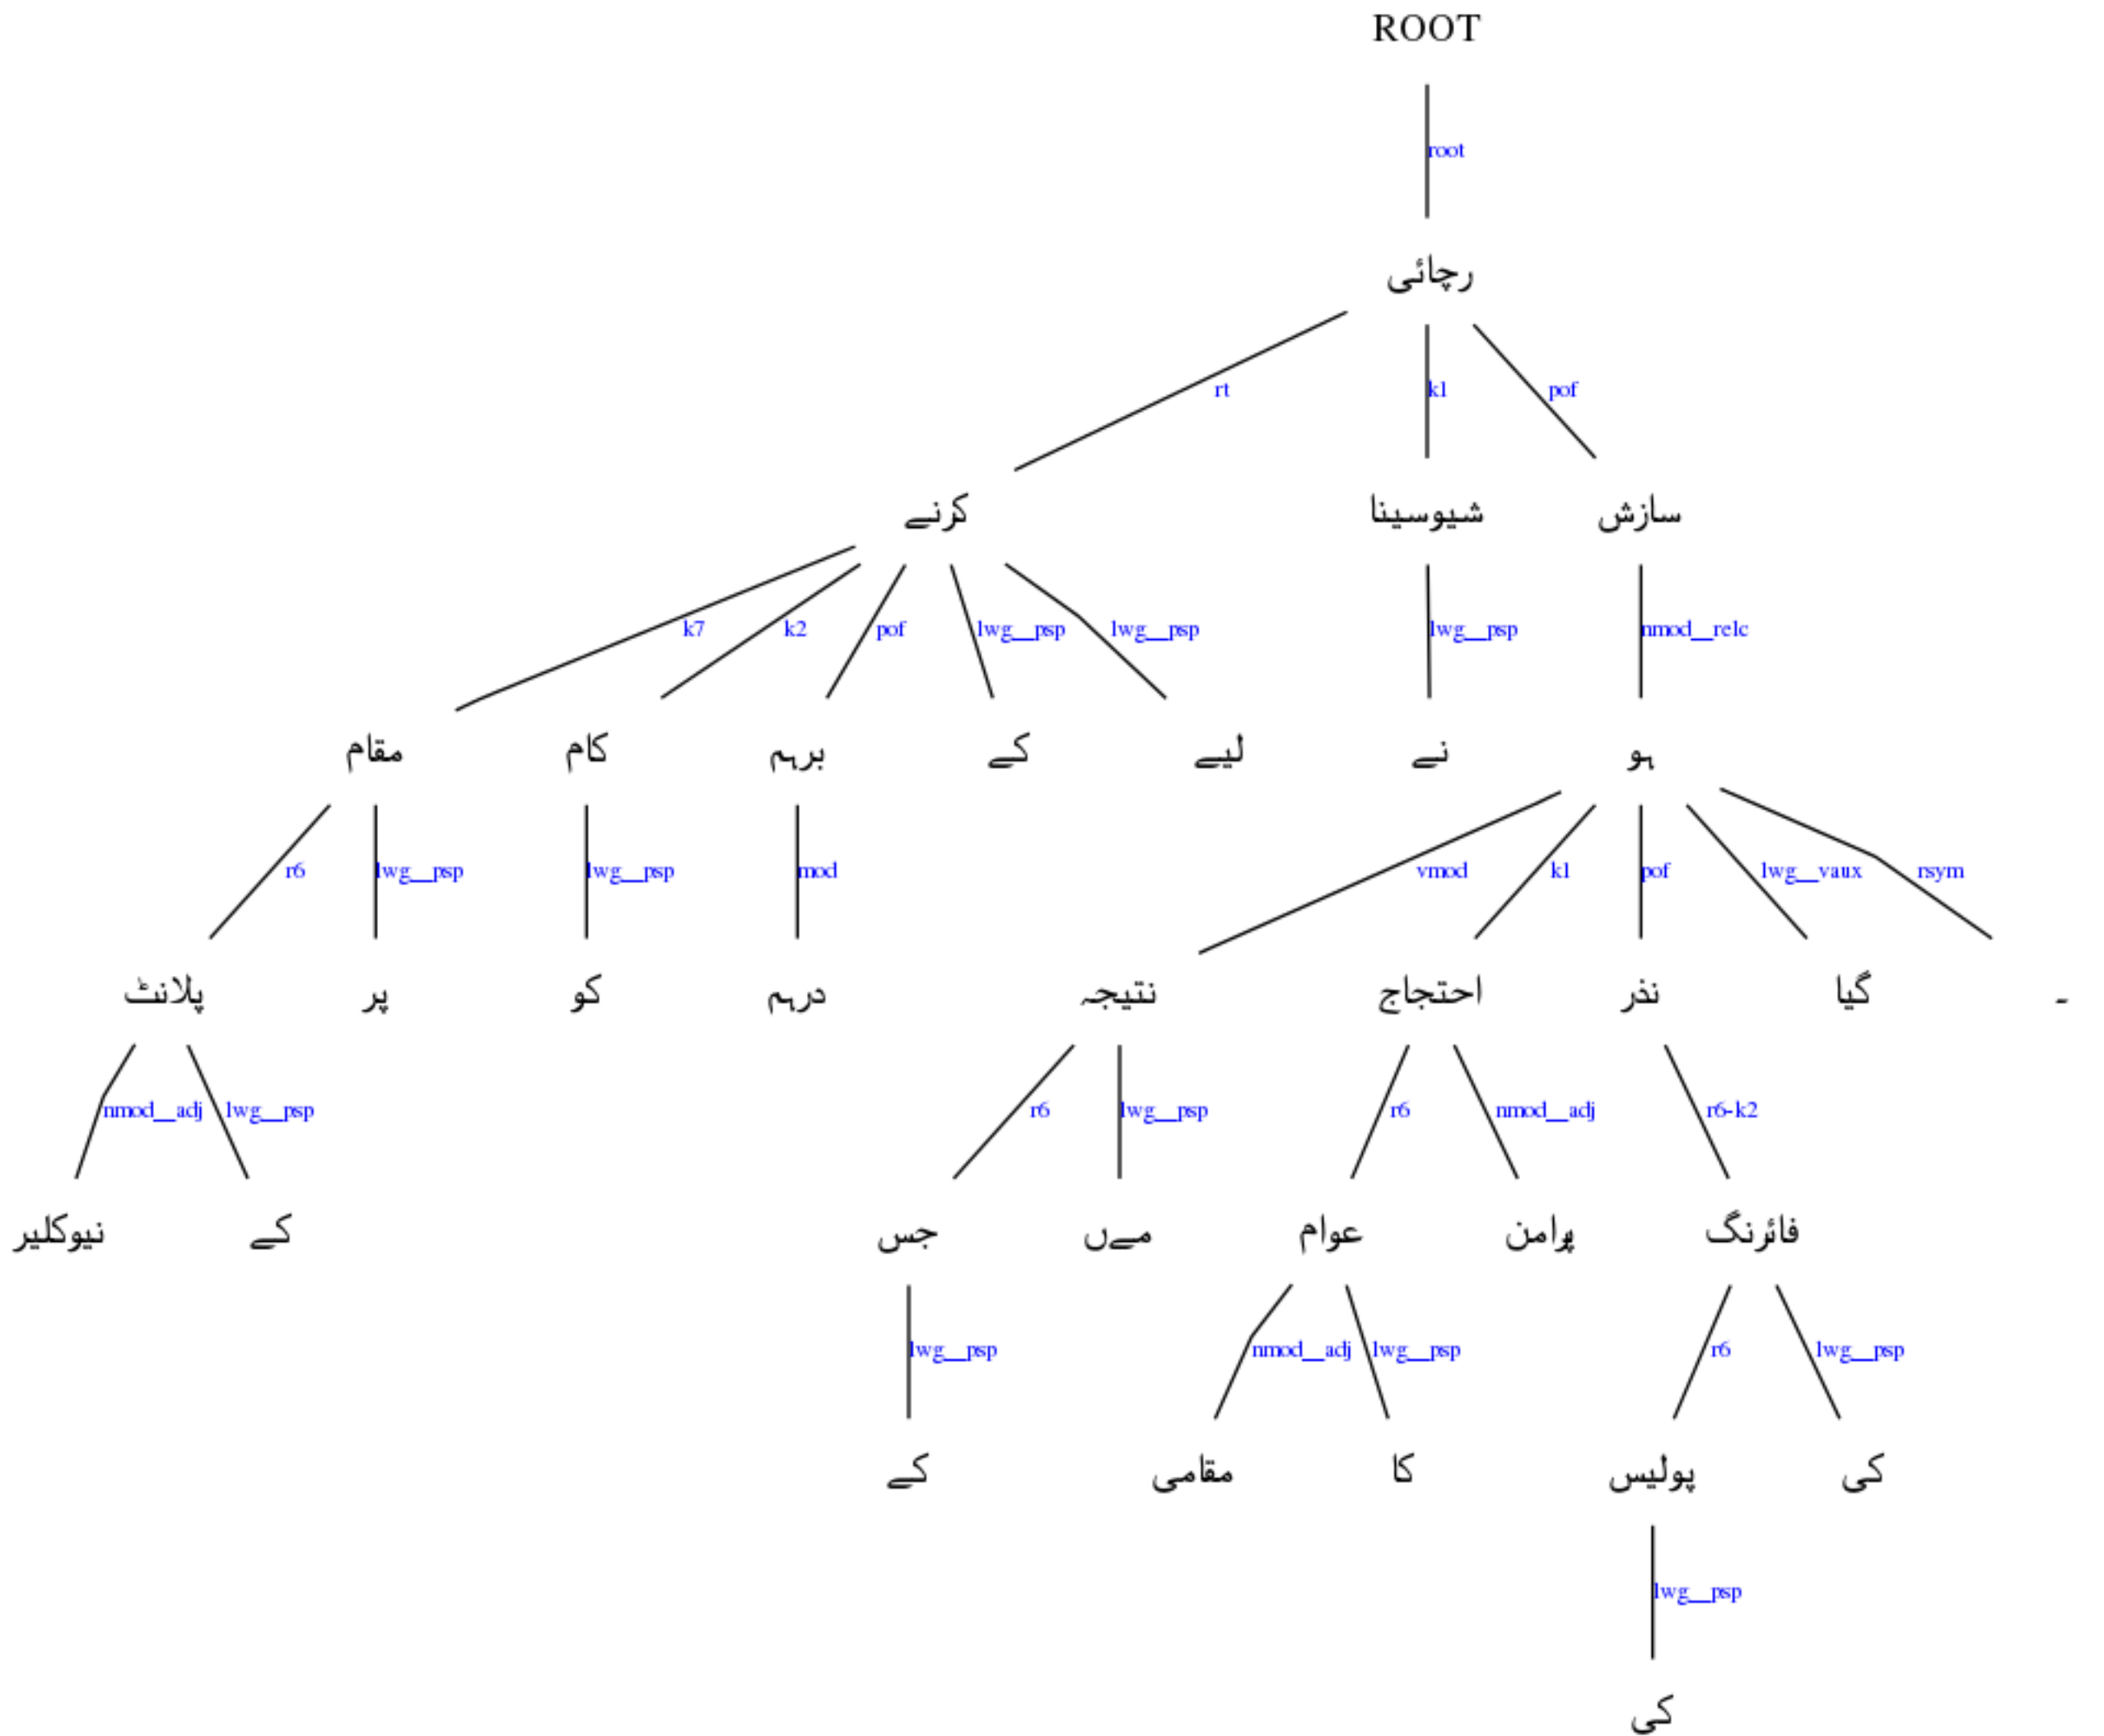 ROOT
root
رچائی
rt k1 pof
کرنے شیوسینا سازش
k7 k2 pof lwg__psp lwg__psp lwg__psp nmod__relc
مقام کام برہم کے لیے نے ہو
r6 lwg__psp lwg__psp mod vmod k1 pof lwg__vaux rsym
پلانٹ پر کو درہم نتیجہ احتجاج نذر گیا ۔
nmod__adj lwg__psp r6 lwg__psp r6 nmod__adj r6-k2
نیوکلیر کے جس مےں عوام پرامن فائرنگ
lwg__psp nmod__adj lwg__psp r6 lwg__psp
کے مقامی کا پولیس کی
lwg__psp
کی